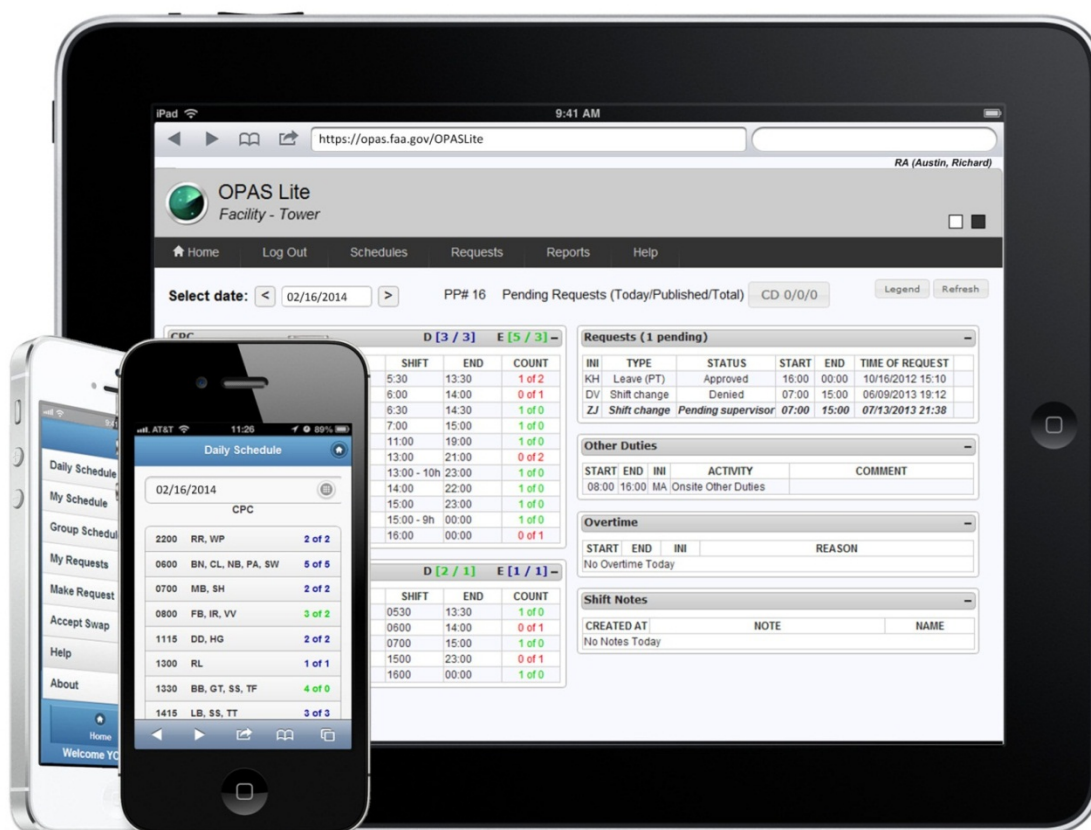 iPad 9:41 AM
https://opas.faa.gov/OPASLite
RA (Austin, Richard)
OPAS Lite
Facility - Tower
Home Log Out Schedules Requests Reports Help
Select date: < 02/16/2014 > PP# 16 Pending Requests (Today/Published/Total) CD 0/0/0 Legend Refresh
CPC D [3 / 3] E [5 / 3] –
SHIFT END COUNT
5:30 13:30 1 of 2
6:00 14:00 0 of 1
6:30 14:30 1 of 0
7:00 15:00 1 of 0
11:00 19:00 1 of 0
13:00 21:00 0 of 2
13:00 - 10h 23:00 1 of 0
14:00 22:00 1 of 0
15:00 23:00 1 of 0
15:00 - 9h 00:00 1 of 0
16:00 00:00 0 of 1
D [2 / 1] E [1 / 1] –
SHIFT END COUNT
0530 13:30 1 of 0
0600 14:00 0 of 1
0700 15:00 1 of 0
1500 23:00 0 of 1
1600 00:00 1 of 0
Requests (1 pending) –
INI TYPE STATUS START END TIME OF REQUEST
KH Leave (PT) Approved 16:00 00:00 10/16/2012 15:10
DV Shift change Denied 07:00 15:00 06/09/2013 19:12
ZJ Shift change Pending supervisor 07:00 15:00 07/13/2013 21:38
Other Duties –
START END INI ACTIVITY COMMENT
08:00 16:00 MA Onsite Other Duties
Overtime –
START END INI REASON
No Overtime Today
Shift Notes –
CREATED AT NOTE NAME
No Notes Today
Daily Schedule
My Schedule
Group Schedul
My Requests
Make Request
Accept Swap
Help
About
Home
Welcome YO
AT&T 11:26 89%
Daily Schedule
02/16/2014
CPC
2200 RR, WP 2 of 2
0600 BN, CL, NB, PA, SW 5 of 5
0700 MB, SH 2 of 2
0800 FB, IR, VV 3 of 2
1115 DD, HG 2 of 2
1300 RL 1 of 1
1330 BB, GT, SS, TF 4 of 0
1415 LB, SS, TT 3 of 3